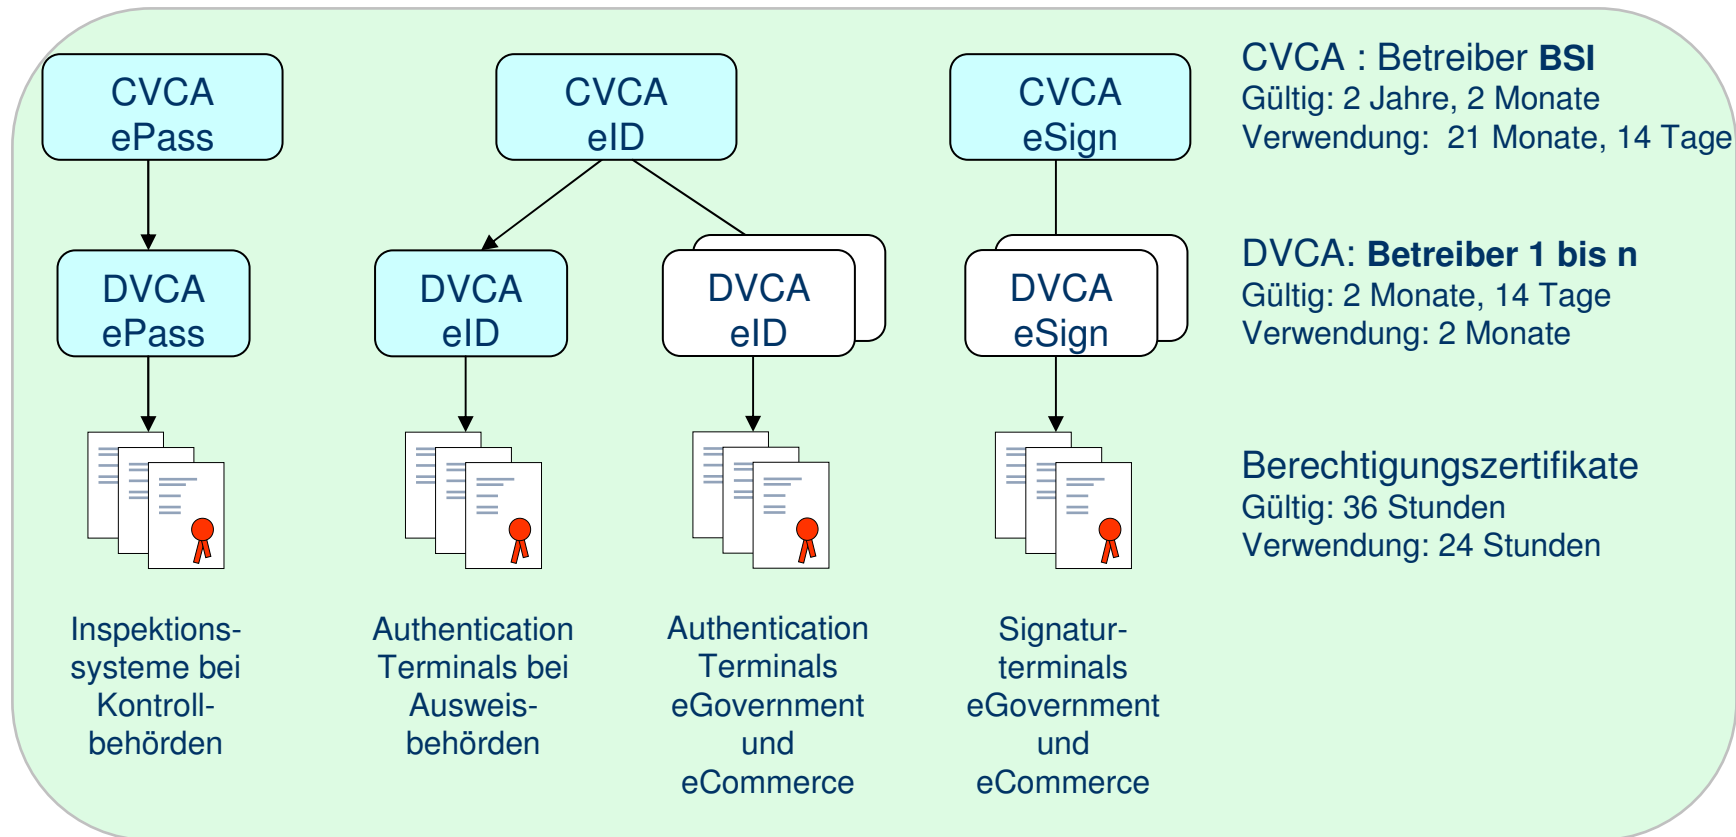 CVCA
ePass
CVCA
eID
CVCA
eSign
CVCA : Betreiber BSI
Gültig: 2 Jahre, 2 Monate
Verwendung: 21 Monate, 14 Tage
DVCA
ePass
DVCA
eID
DVCA
eID
DVCA
eSign
DVCA: Betreiber 1 bis n
Gültig: 2 Monate, 14 Tage
Verwendung: 2 Monate
Berechtigungszertifikate
Gültig: 36 Stunden
Verwendung: 24 Stunden
Inspektions-
systeme bei
Kontroll-
behörden
Authentication
Terminals bei
Ausweis-
behörden
Authentication
Terminals
eGovernment
und
eCommerce
Signatur-
terminals
eGovernment
und
eCommerce